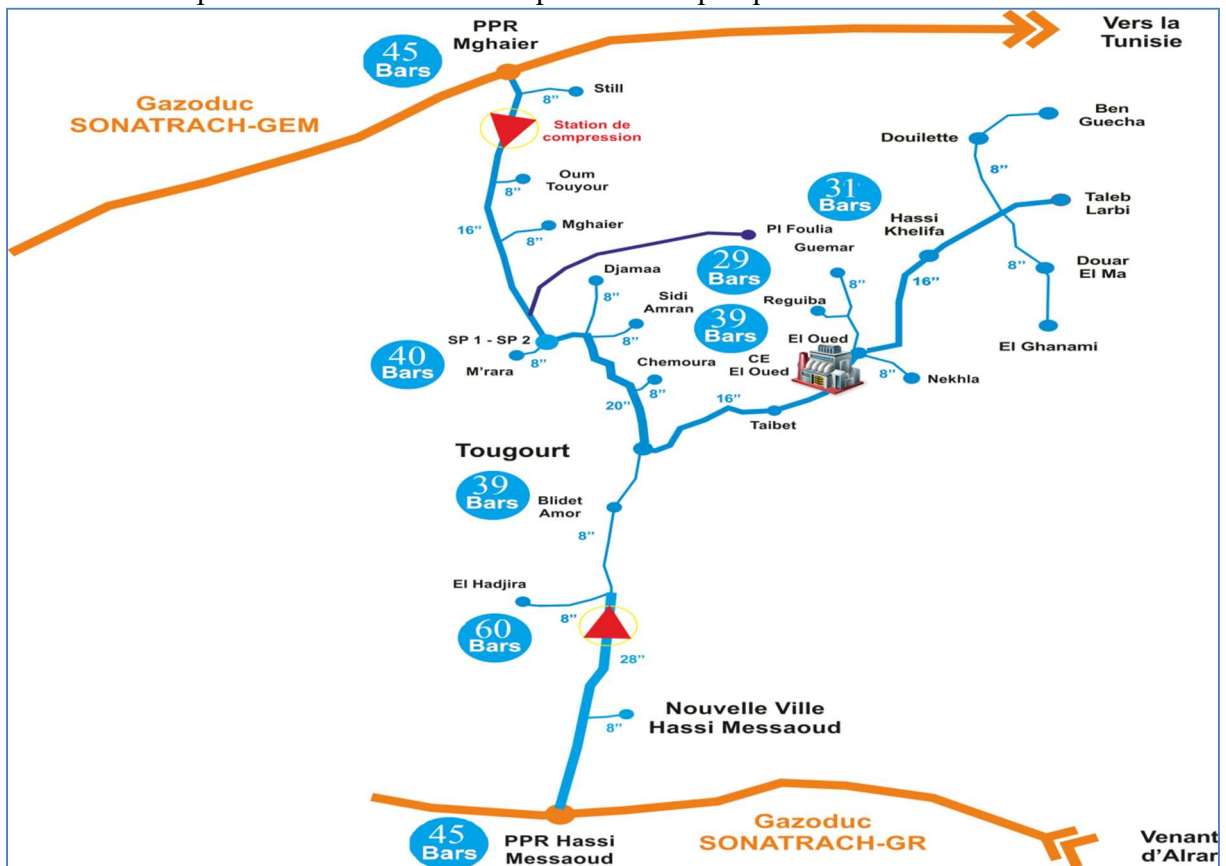 PPR
Mghaier
Vers la
Tunisie
45
Bars
Still
8”
Gazoduc
SONATRACH-GEM
Station de
compression
Ben
Guecha
Douilette
8”
Oum
Touyour
8”
31
Bars
Taleb
Larbi
Hassi
Khelifa
16”
Mghaier
8”
PI Foulia
Guemar
8”
29
Bars
Djamaa
8”
Douar
El Ma
8”
16”
Sidi
Amran
8”
Reguiba
39
Bars
El Oued
SP 1 - SP 2
8”
M'rara
40
Bars
El Ghanami
Chemoura
8”
CE
El Oued
8”
Nekhla
20”
16”
Taibet
Tougourt
39
Bars
Blidet
Amor
8”
El Hadjira
8”
60
Bars
28”
Nouvelle Ville
Hassi Messaoud
8”
Gazoduc
SONATRACH-GR
45
Bars
PPR Hassi
Messaoud
Venant
d'Alrar